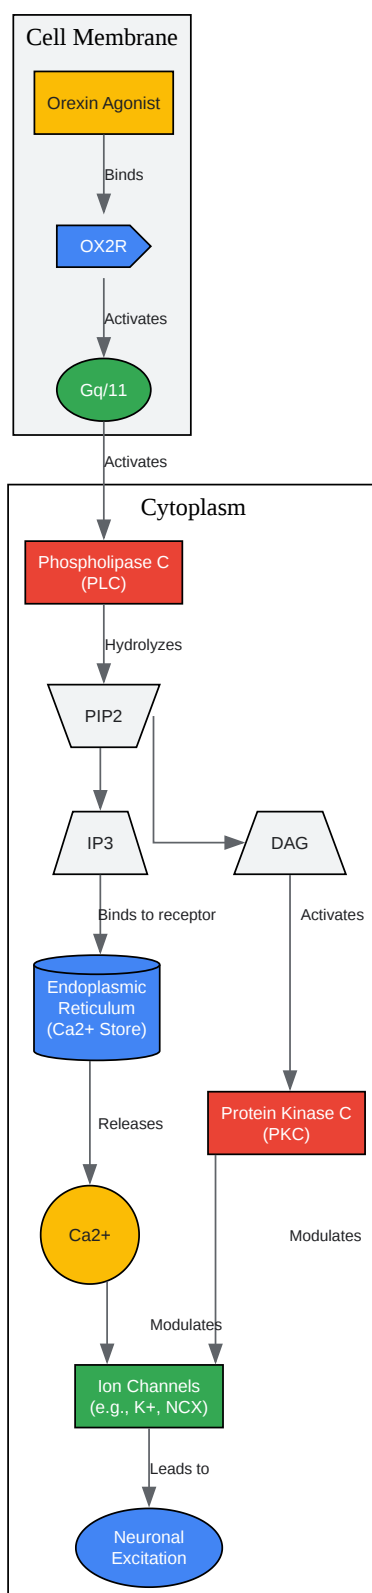 Cell Membrane
Orexin Agonist
Binds
OX2R
Activates
Gq/11
Activates
Cytoplasm
Phospholipase C
(PLC)
Hydrolyzes
PIP2
IP3
DAG
Binds to receptor
Activates
Endoplasmic
Reticulum
(Ca2+ Store)
Protein Kinase C
(PKC)
Releases
Ca2+
Modulates
Modulates
Ion Channels
(e.g., K+, NCX)
Leads to
Neuronal
Excitation